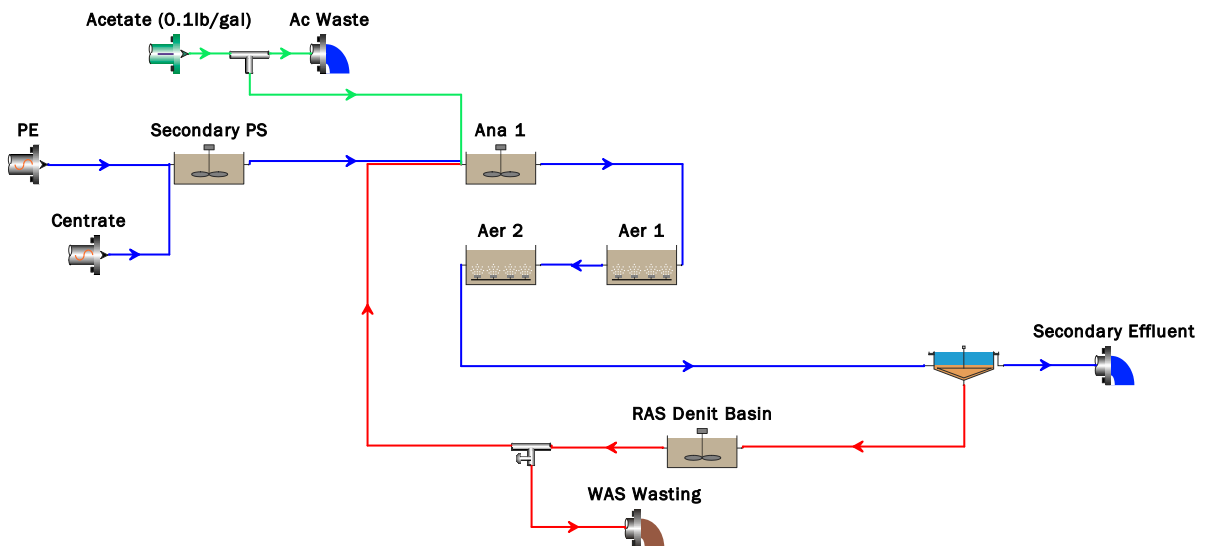 Acetate (0.1lb/gal)
Ac Waste
PE
Secondary PS
Ana 1
Centrate
Aer 2
Aer 1
Secondary Effluent
RAS Denit Basin
WAS Wasting